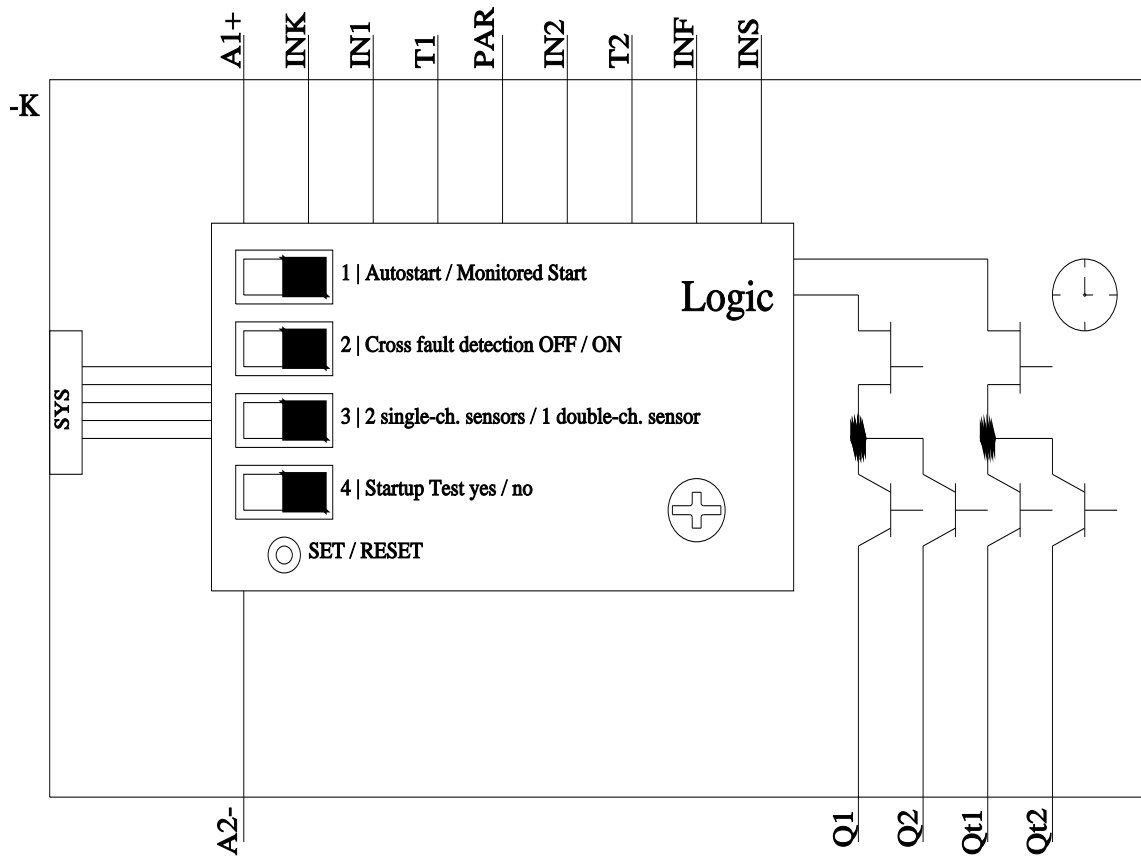 A1+ INK IN1 T1 PAR IN2 T2 INF INS
-K
1 | Autostart / Monitored Start
Logic
2 | Cross fault detection OFF / ON
SYS
3 | 2 single-ch. sensors / 1 double-ch. sensor
4 | Startup Test yes / no
SET / RESET
A2- Q1 Q2 Qt1 Qt2